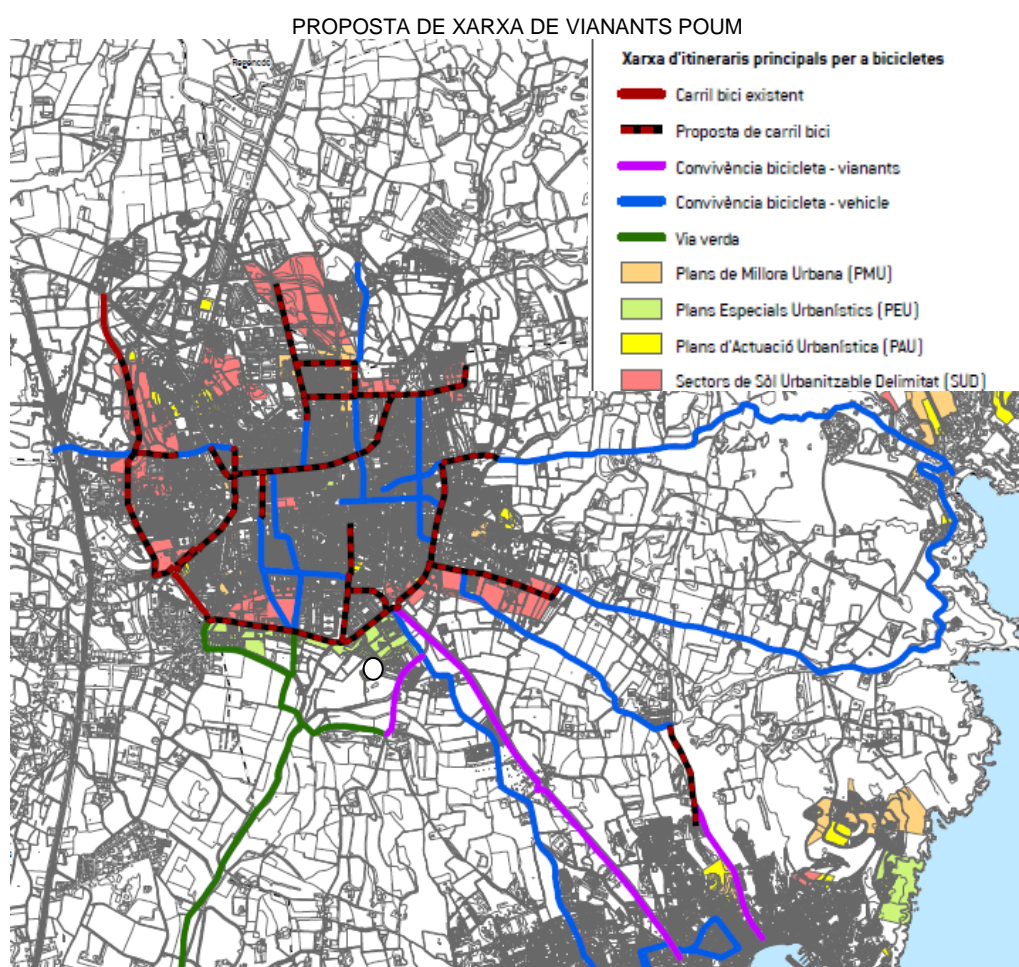 PROPOSTA DE XARXA DE VIANANTS POUM
Regencós
Xarxa d'itineraris principals per a bicicletes
Carril bici existent
Proposta de carril bici
Convivència bicicleta - vianants
Convivència bicicleta - vehicle
Via verda
Plans de Millora Urbana (PMU)
Plans Especials Urbanístics (PEU)
Plans d'Actuació Urbanística (PAU)
Sectors de Sòl Urbanitzable Delimitat (SUD)